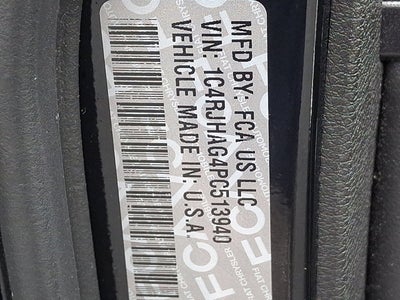 MFD BY: FCA US LLC
VIN: 1C4RJHAG4PC513940
VEHICLE MADE IN: U.S.A.